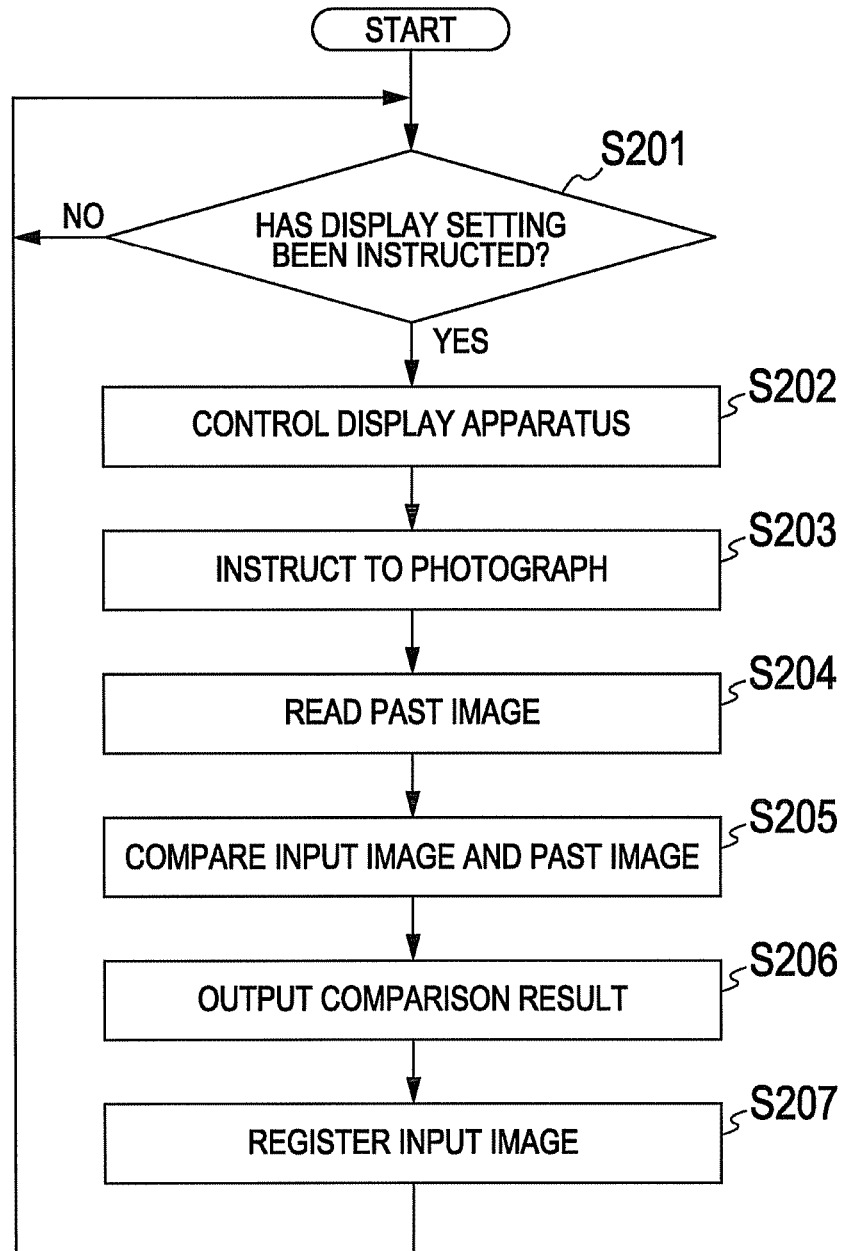 START
S201
HAS DISPLAY SETTING
BEEN INSTRUCTED?
NO
YES
S202
CONTROL DISPLAY APPARATUS
S203
INSTRUCT TO PHOTOGRAPH
S204
READ PAST IMAGE
S205
COMPARE INPUT IMAGE AND PAST IMAGE
S206
OUTPUT COMPARISON RESULT
S207
REGISTER INPUT IMAGE